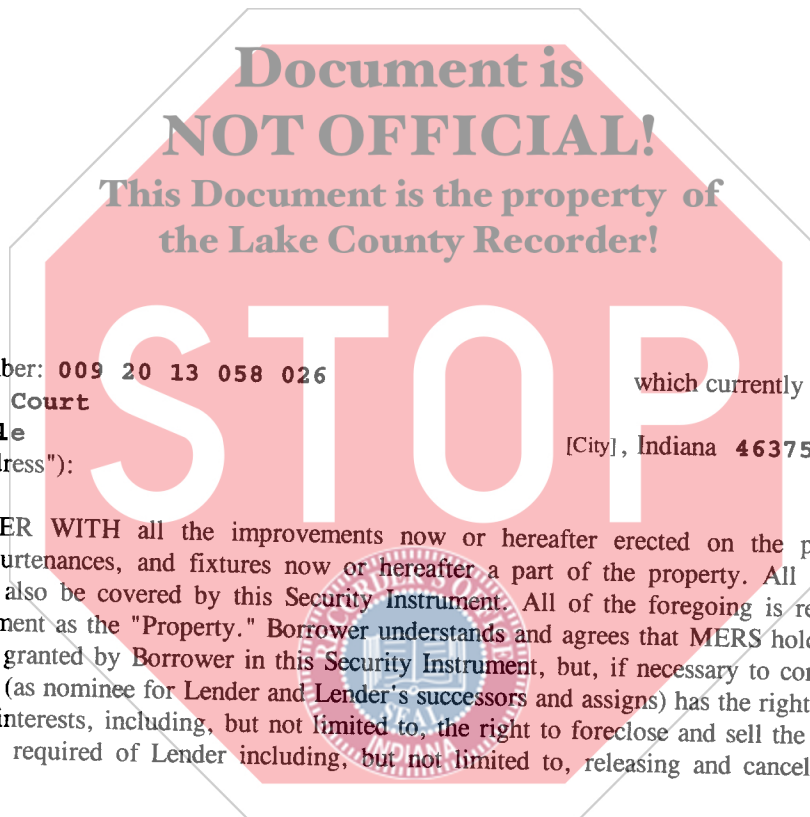 Document is
NOT OFFICIAL!
This Document is the property of
the Lake County Recorder!
STOP
ber: 009 20 13 058 026 which currently
Court
le [City], Indiana 46375
dress"):
ER WITH all the improvements now or hereafter erected on the p
urtenances, and fixtures now or hereafter a part of the property. All
also be covered by this Security Instrument. All of the foregoing is re
ment as the "Property." Borrower understands and agrees that MERS hold
granted by Borrower in this Security Instrument, but, if necessary to con
(as nominee for Lender and Lender's successors and assigns) has the right
interests, including, but not limited to, the right to foreclose and sell the
required of Lender including, but not limited to, releasing and cancel
SEAL
INDIANA